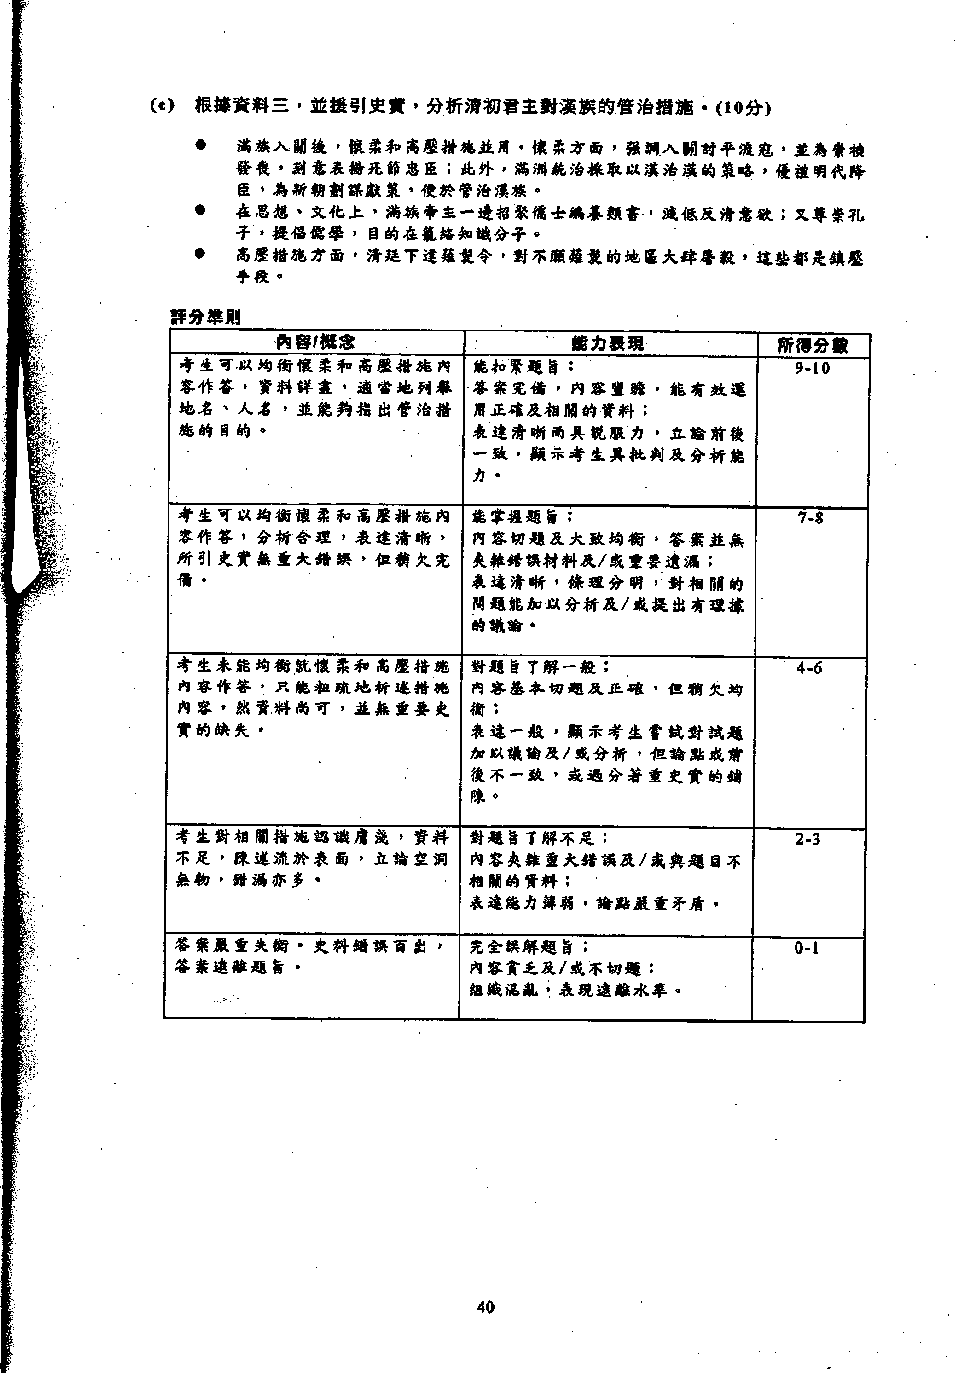 (c) 根據資料三，並援引史實，分析清初君主對漢族的管治措施。(10分)
● 滿族入關後，懷柔和高壓措施並用。懷柔方面，強調入關討平流寇，並為崇禎
發喪，刻意表揚死節忠臣；此外，滿洲統治採取以漢治漢的策略，優禮明代降
臣，為新朝劃謀獻策，便於管治漢族。
● 在思想、文化上，滿族帝主一邊招聚儒士編纂類書，減低反清意欲；又尊崇孔
子，提倡儒學，目的在籠絡知識分子。
● 高壓措施方面，清廷下達薙髮令，對不願薙髮的地區大肆屠殺，這些都是鎮壓
手段。
評分準則
內容/概念 能力表現 所得分數
考生可以均衡懷柔和高壓措施內
容作答，資料詳盡，適當地列舉
地名、人名，並能夠指出管治措
施的目的。
能扣緊題旨；
答案完備，內容豐贍，能有效運
用正確及相關的資料；
表達清晰而具說服力，立論前後
一致，顯示考生具批判及分析能
力。
9-10
考生可以均衡懷柔和高壓措施內
容作答，分析合理，表達清晰，
所引史實無重大錯誤，但稍欠完
備。
能掌握題旨；
內容切題及大致均衡，答案並無
夾雜錯誤材料及/或重要遺漏；
表達清晰，條理分明，對相關的
問題能加以分析及/或提出有理據
的議論。
7-8
考生未能均衡就懷柔和高壓措施
內容作答，只能粗疏地析述措施
內容，然資料尚可，並無重要史
實的缺失。
對題旨了解一般；
內容基本切題及正確，但稍欠均
衡；
表達一般，顯示考生嘗試對試題
加以議論及/或分析，但論點或前
後不一致，或過分著重史實的鋪
陳。
4-6
考生對相關措施認識膚淺，資料
不足，陳述流於表面，立論空洞
無物，錯漏亦多。
對題旨了解不足；
內容夾雜重大錯誤及/或與題目不
相關的資料；
表達能力薄弱，論點嚴重矛盾。
2-3
答案嚴重失衡。史料錯誤百出，
答案遠離題旨。
完全誤解題旨；
內容貧乏及/或不切題；
組織混亂，表現遠離水準。
0-1
40